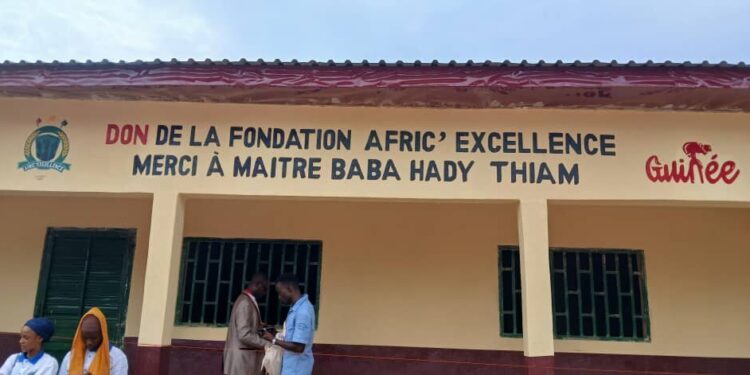 DON DE LA FONDATION AFRIC' EXCELLENCE
MERCI À MAITRE BABA HADY THIAM
Guinée